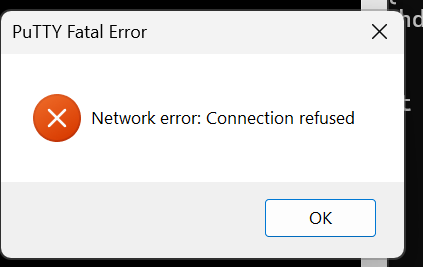 PuTTY Fatal Error
Network error: Connection refused
OK